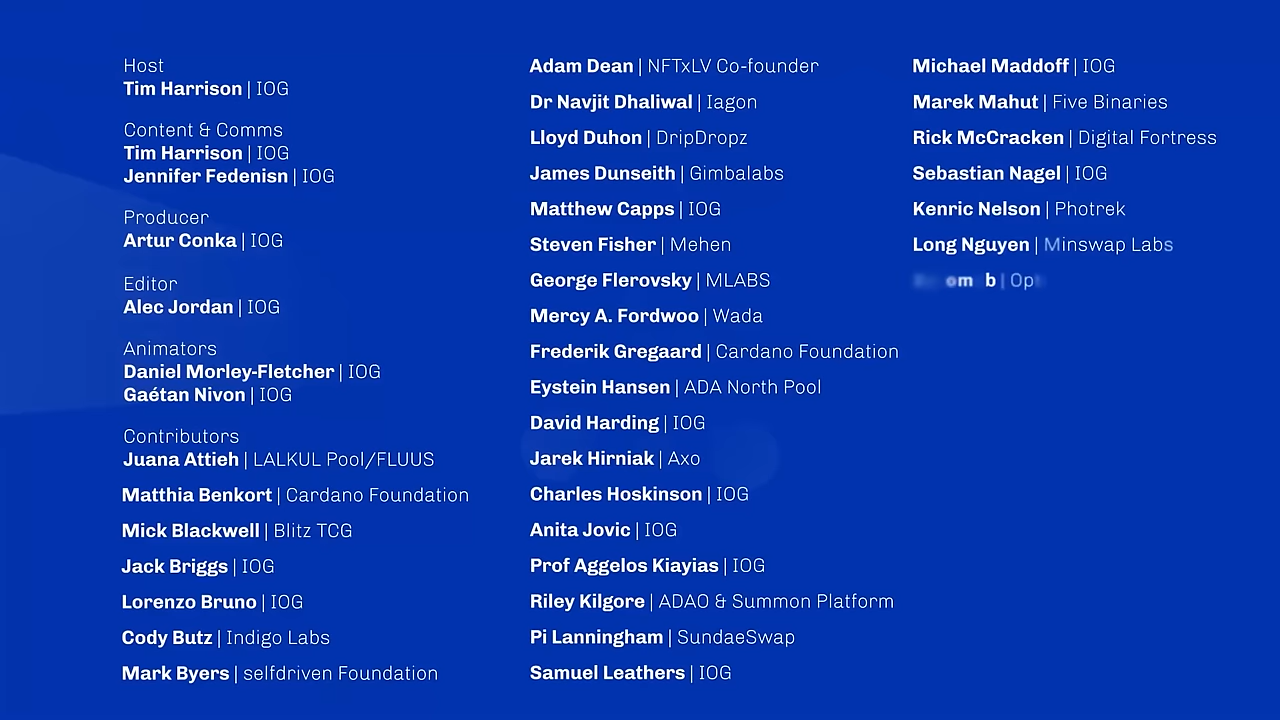 Host
Tim Harrison | IOG
Content & Comms
Tim Harrison | IOG
Jennifer Fedenisn | IOG
Producer
Artur Conka | IOG
Editor
Alec Jordan | IOG
Animators
Daniel Morley-Fletcher | IOG
Gaétan Nivon | IOG
Contributors
Juana Attieh | LALKUL Pool/FLUUS
Matthia Benkort | Cardano Foundation
Mick Blackwell | Blitz TCG
Jack Briggs | IOG
Lorenzo Bruno | IOG
Cody Butz | Indigo Labs
Mark Byers | selfdriven Foundation
Adam Dean | NFTxLV Co-founder
Dr Navjit Dhaliwal | Iagon
Lloyd Duhon | DripDropz
James Dunseith | Gimbalabs
Matthew Capps | IOG
Steven Fisher | Mehen
George Flerovsky | MLABS
Mercy A. Fordwoo | Wada
Frederik Gregaard | Cardano Foundation
Eystein Hansen | ADA North Pool
David Harding | IOG
Jarek Hirniak | Axo
Charles Hoskinson | IOG
Anita Jovic | IOG
Prof Aggelos Kiayias | IOG
Riley Kilgore | ADAO & Summon Platform
Pi Lanningham | SundaeSwap
Samuel Leathers | IOG
Michael Maddoff | IOG
Marek Mahut | Five Binaries
Rick McCracken | Digital Fortress
Sebastian Nagel | IOG
Kenric Nelson | Photrek
Long Nguyen | Minswap Labs